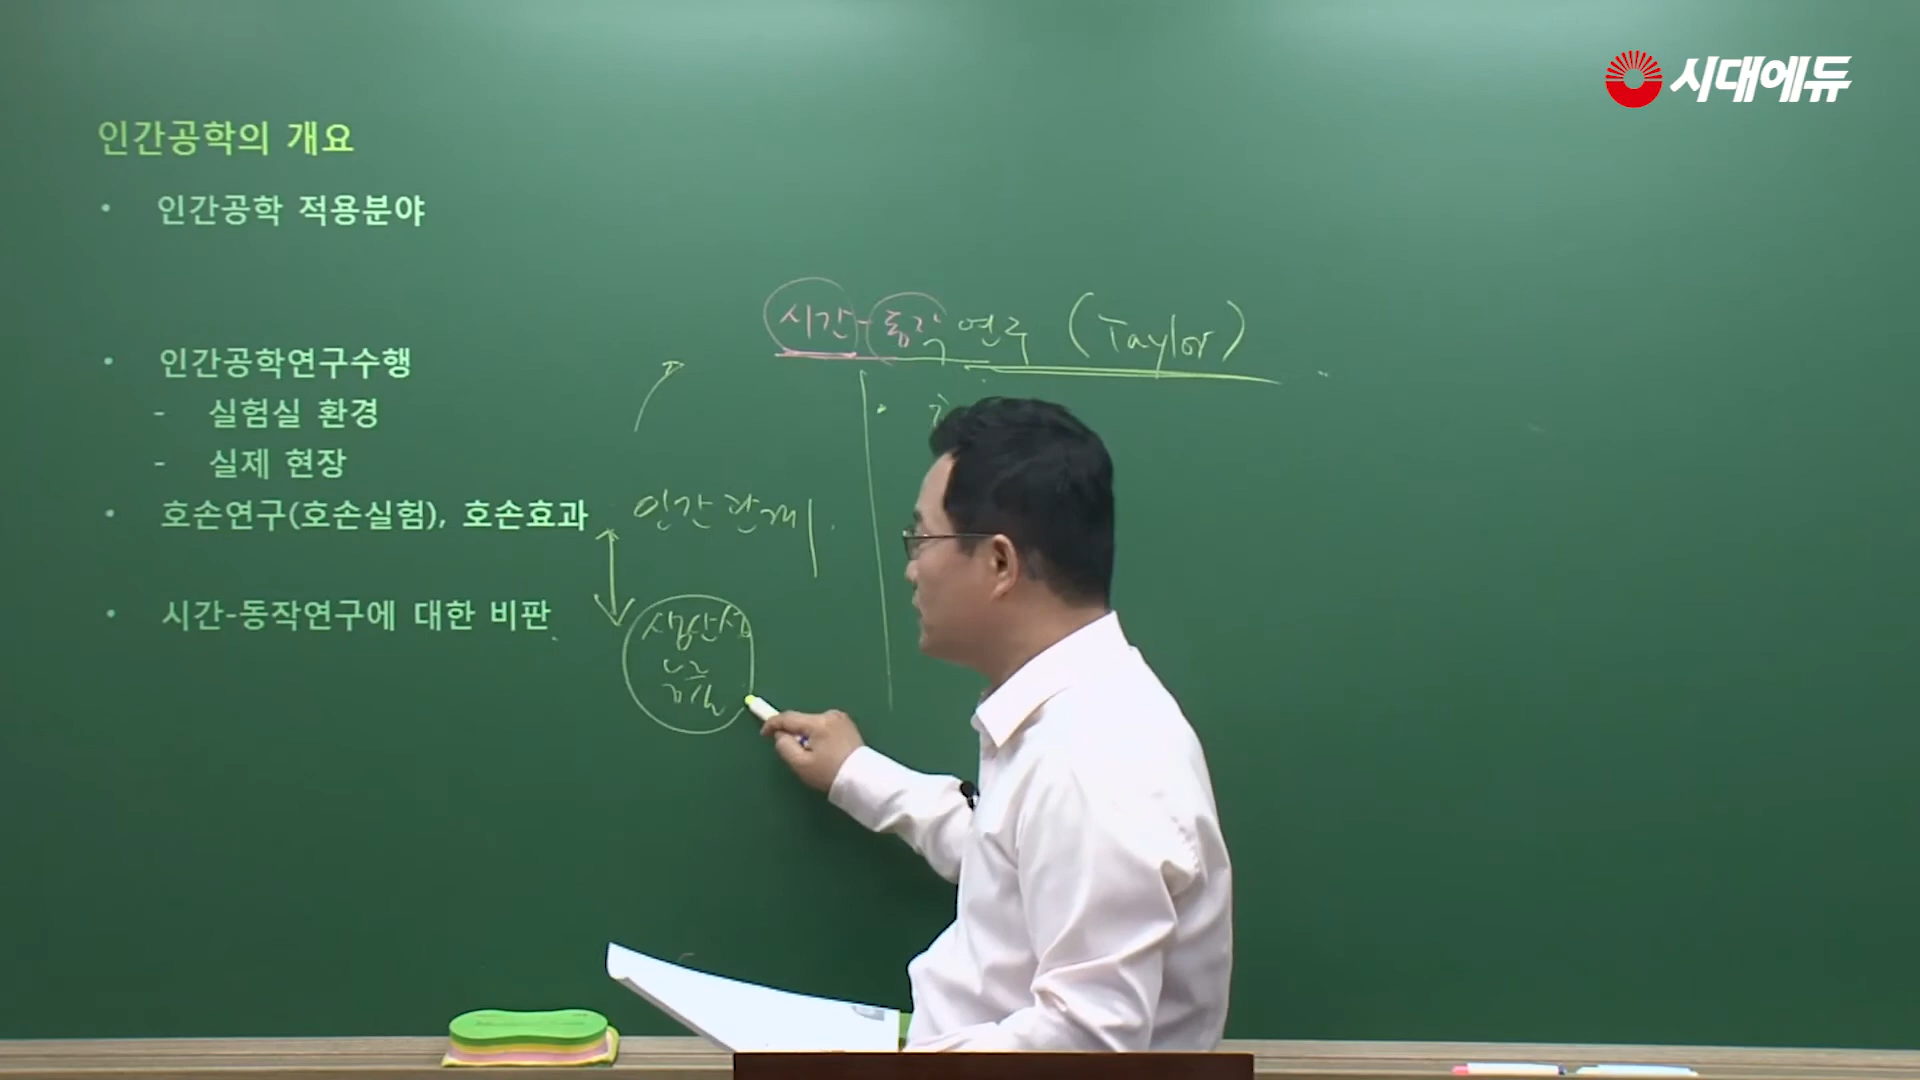 시대에듀
인간공학의 개요
• 인간공학 적용분야
시간-동작 연구 (Taylor)
• 인간공학연구수행
- 실험실 환경
- 실제 현장
• 호손연구(호손실험), 호손효과
인간관계
• 시간-동작연구에 대한 비판
생산성